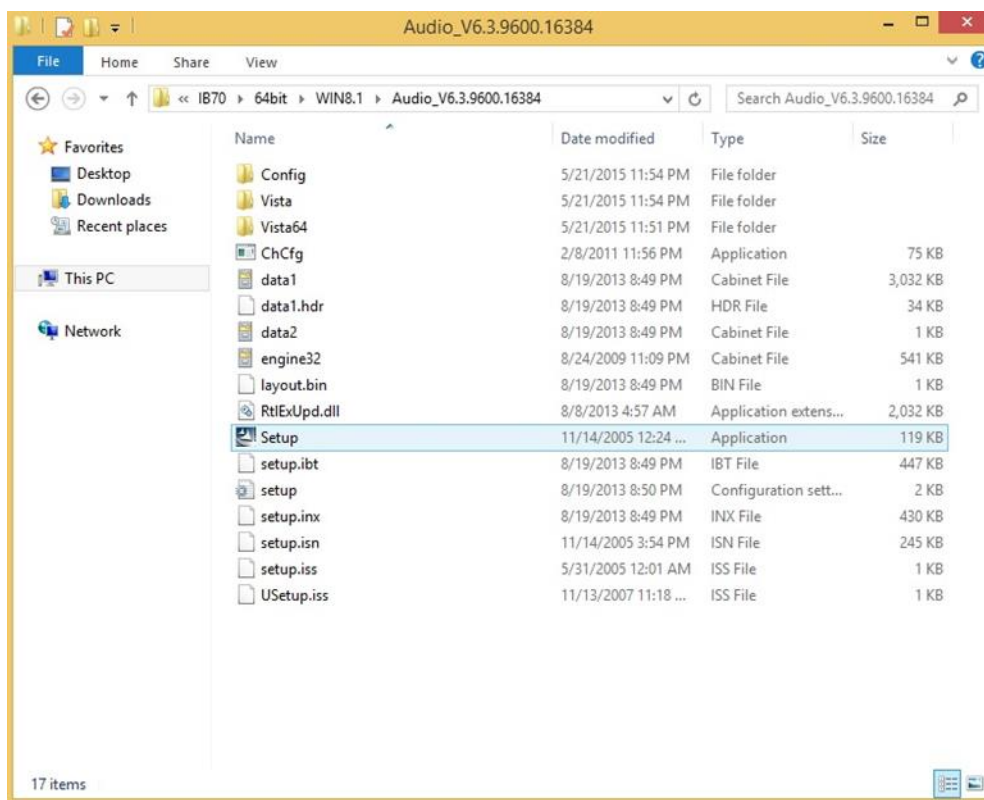 Audio_V6.3.9600.16384
File Home Share View
« IB70 64bit WIN8.1 Audio_V6.3.9600.16384 Search Audio_V6.3.9600.16384
Name Date modified Type Size
Favorites
Desktop
Downloads
Recent places
This PC
Network
Config 5/21/2015 11:54 PM File folder
Vista 5/21/2015 11:54 PM File folder
Vista64 5/21/2015 11:51 PM File folder
ChCfg 2/8/2011 11:56 PM Application 75 KB
data1 8/19/2013 8:49 PM Cabinet File 3,032 KB
data1.hdr 8/19/2013 8:49 PM HDR File 34 KB
data2 8/19/2013 8:49 PM Cabinet File 1 KB
engine32 8/24/2009 11:09 PM Cabinet File 541 KB
layout.bin 8/19/2013 8:49 PM BIN File 1 KB
RtlExUpd.dll 8/8/2013 4:57 AM Application extens... 2,032 KB
Setup 11/14/2005 12:24 ... Application 119 KB
setup.ibt 8/19/2013 8:49 PM IBT File 447 KB
setup 8/19/2013 8:50 PM Configuration sett... 2 KB
setup.inx 8/19/2013 8:49 PM INX File 430 KB
setup.isn 11/14/2005 3:54 PM ISN File 245 KB
setup.iss 5/31/2005 12:01 AM ISS File 1 KB
USetup.iss 11/13/2007 11:18 ... ISS File 1 KB
17 items